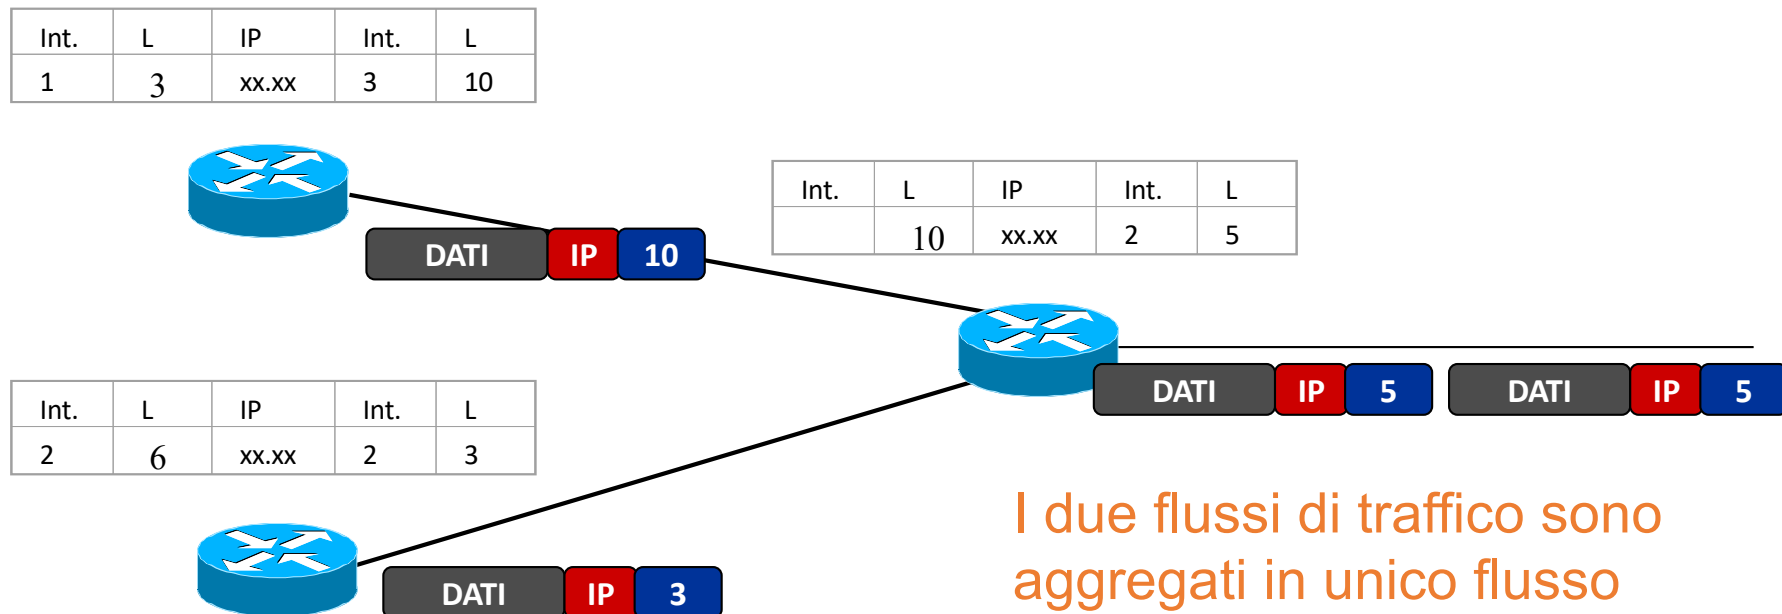 Int. L IP Int. L
1 3 xx.xx 3 10
DATI IP 10
Int. L IP Int. L
10 xx.xx 2 5
DATI IP 5 DATI IP 5
Int. L IP Int. L
2 6 xx.xx 2 3
DATI IP 3
I due flussi di traffico sono
aggregati in unico flusso